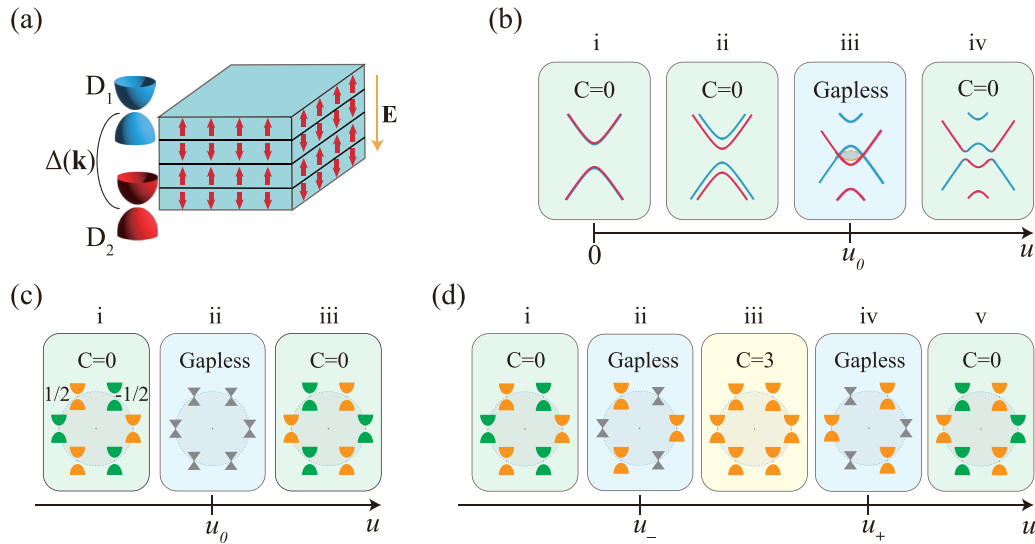 (a)
D1
Δ(k)
D2
E
(b)
i ii iii iv
C=0 C=0 Gapless C=0
0 u0 u
(c)
i ii iii
C=0 Gapless C=0
1/2 -1/2
u0 u
(d)
i ii iii iv v
C=0 Gapless C=3 Gapless C=0
u− u+ u